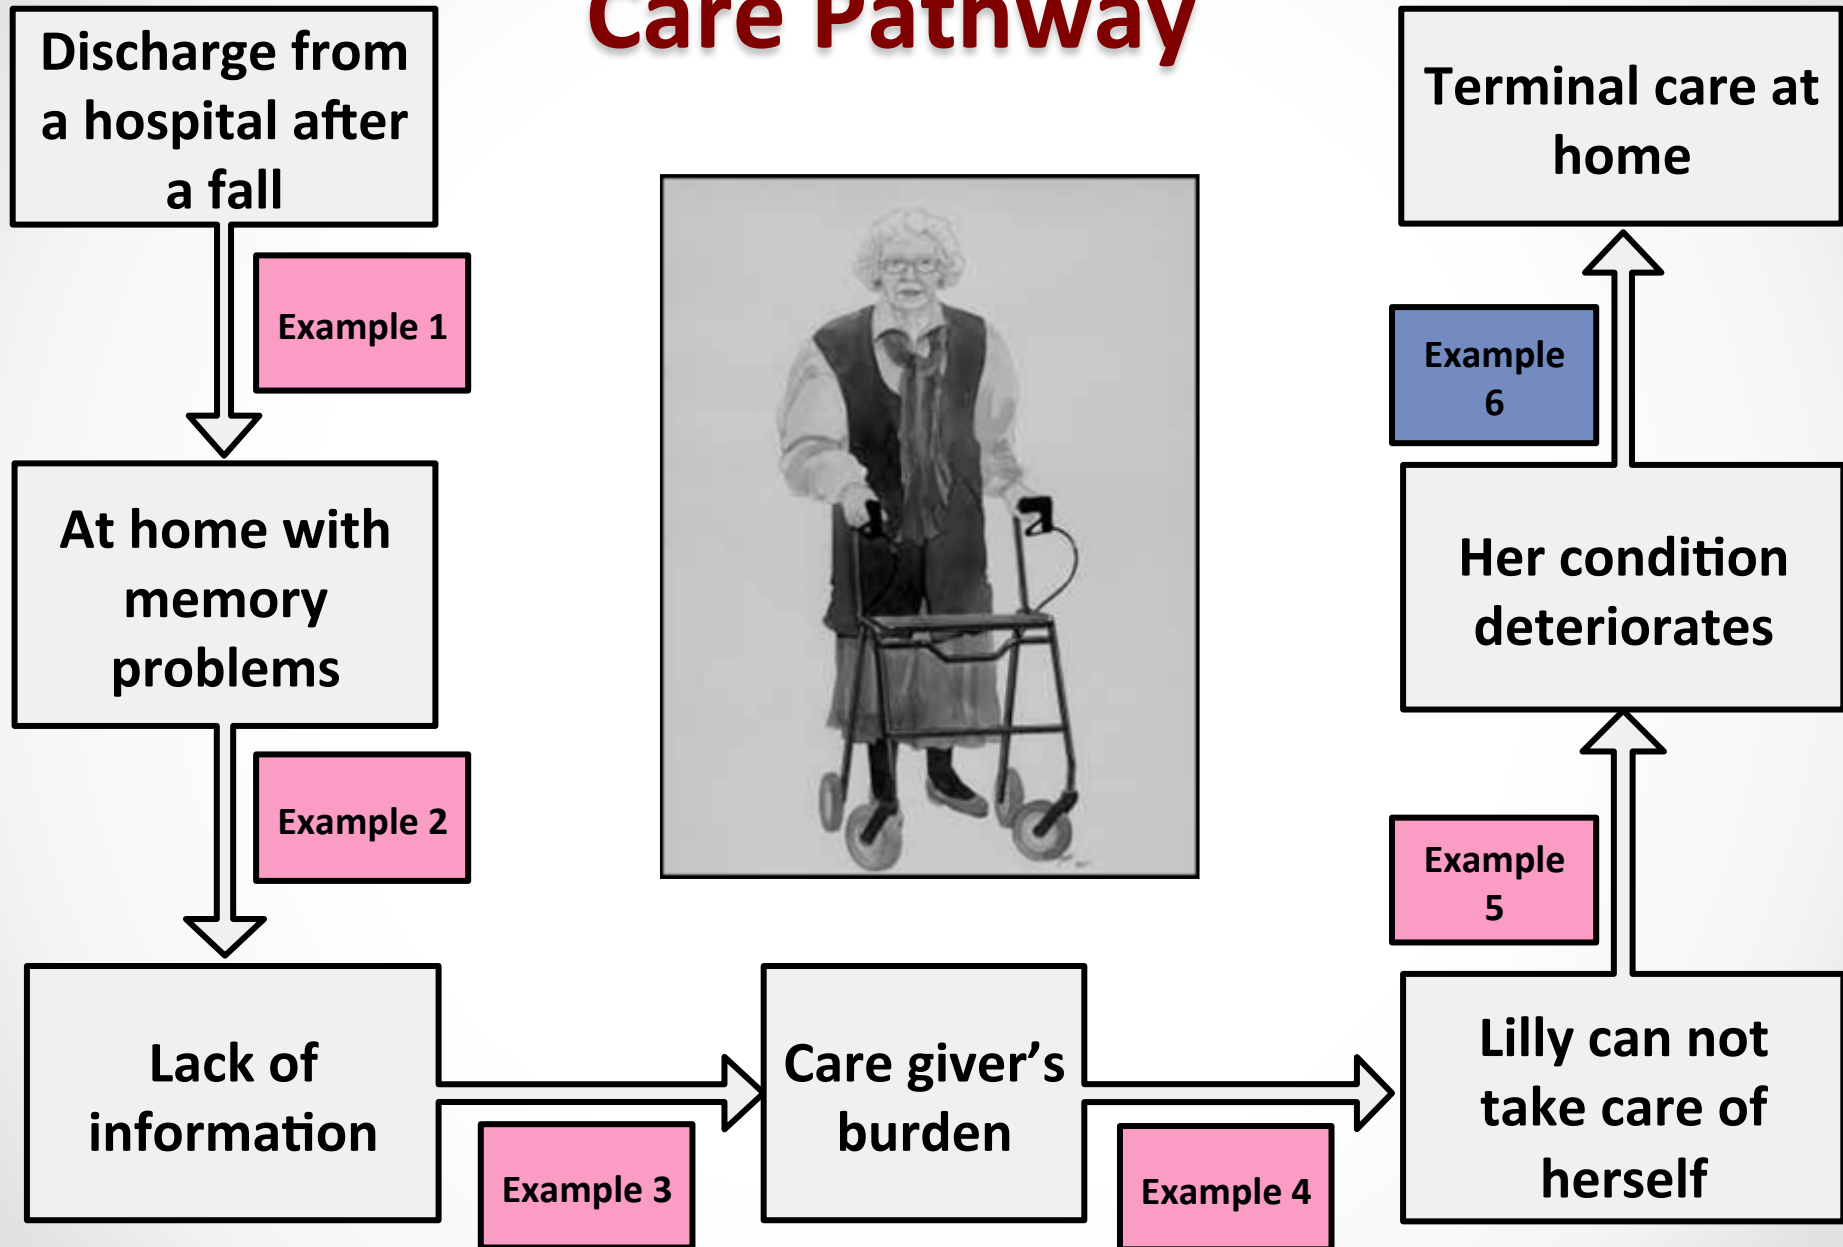 Care Pathway
Discharge from
a hospital after
a fall
Example 1
At home with
memory
problems
Example 2
Lack of
information
Example 3
Care giver’s
burden
Example 4
Lilly can not
take care of
herself
Example
5
Her condition
deteriorates
Example
6
Terminal care at
home